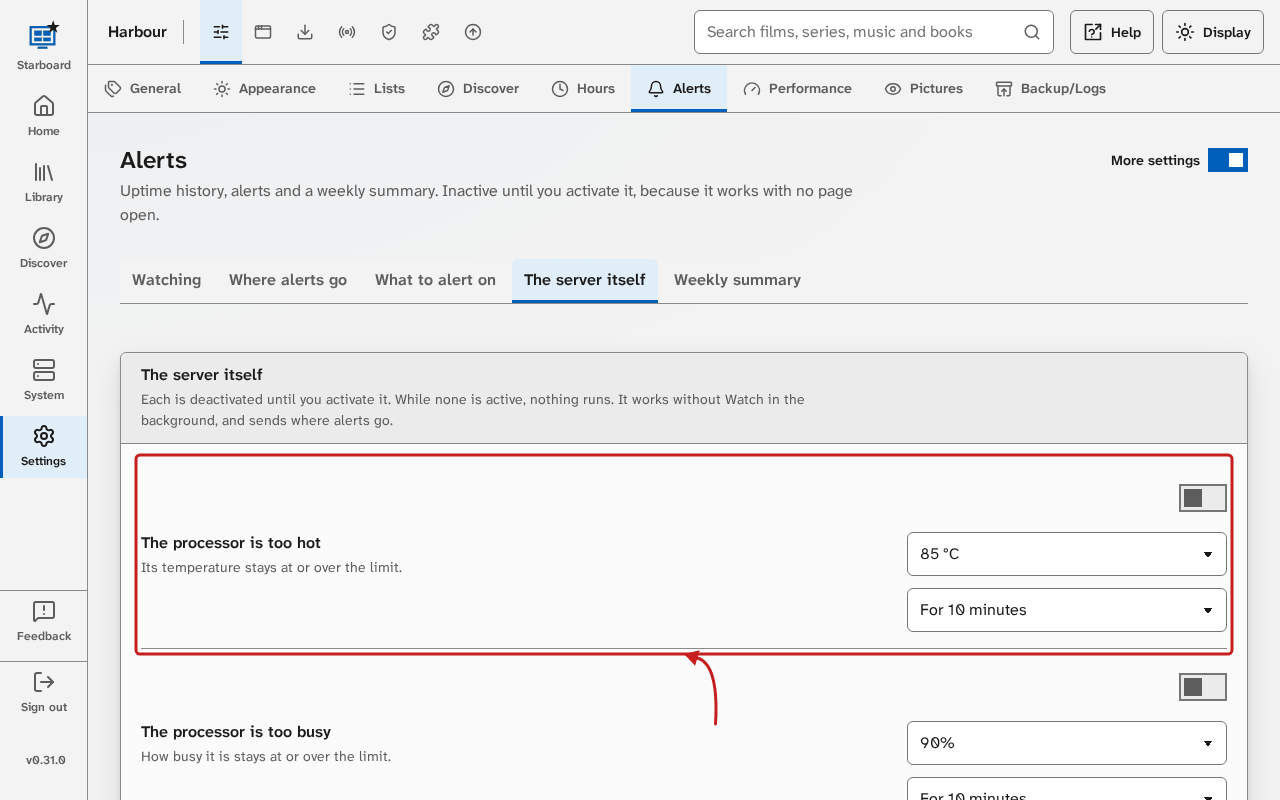 Starboard
Home
Library
Discover
Activity
System
Settings
Feedback
Sign out
v0.31.0
Harbour
Search films, series, music and books
Help
Display
General
Appearance
Lists
Discover
Hours
Alerts
Performance
Pictures
Backup/Logs
Alerts
Uptime history, alerts and a weekly summary. Inactive until you activate it, because it works with no page
open.
More settings
Watching
Where alerts go
What to alert on
The server itself
Weekly summary
The server itself
Each is deactivated until you activate it. While none is active, nothing runs. It works without Watch in the
background, and sends where alerts go.
The processor is too hot
Its temperature stays at or over the limit.
85 °C
For 10 minutes
The processor is too busy
How busy it is stays at or over the limit.
90%
For 10 minutes